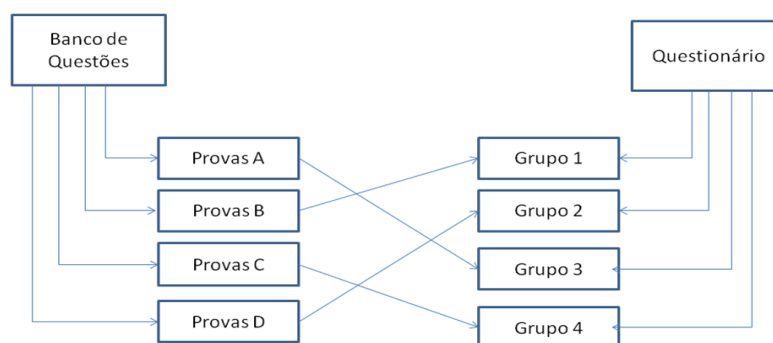 Banco de
Questões
Questionário
Provas A
Grupo 1
Provas B
Grupo 2
Provas C
Grupo 3
Provas D
Grupo 4